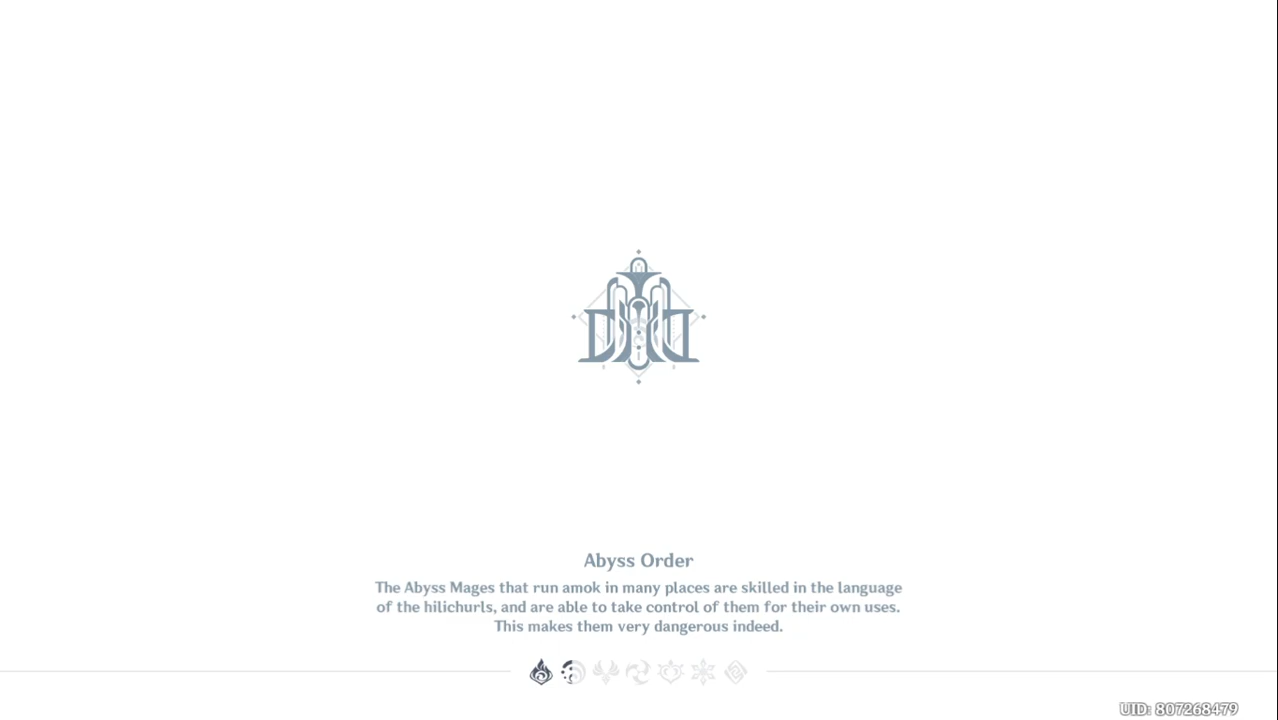 Abyss Order
The Abyss Mages that run amok in many places are skilled in the language
of the hilichurls, and are able to take control of them for their own uses.
This makes them very dangerous indeed.
UID: 807268479